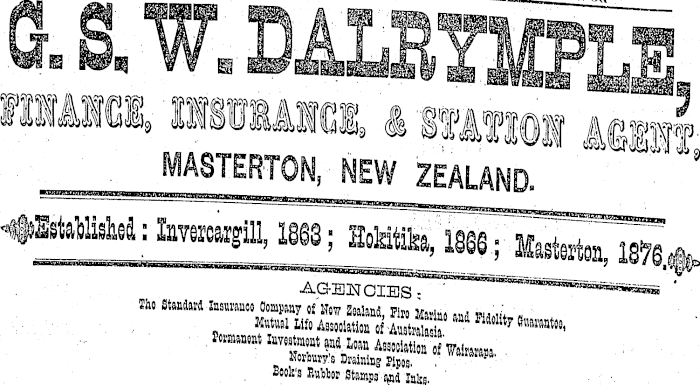 G. S. W. DALRYMPLE,
FINANCE, INSURANCE, & STATION AGENT,
MASTERTON, NEW ZEALAND.
Established : Invercargill, 1863 ; Hokitika, 1866 ; Masterton, 1876.
AGENCIES :
The Standard Insurance Company of New Zealand, Fire Marine and Fidelity Guarantee,
Mutual Life Association of Australasia.
Permanent Investment and Loan Association of Wairarapa.
Norbury's Draining Pipes.
Book's Rubber Stamps and Inks.